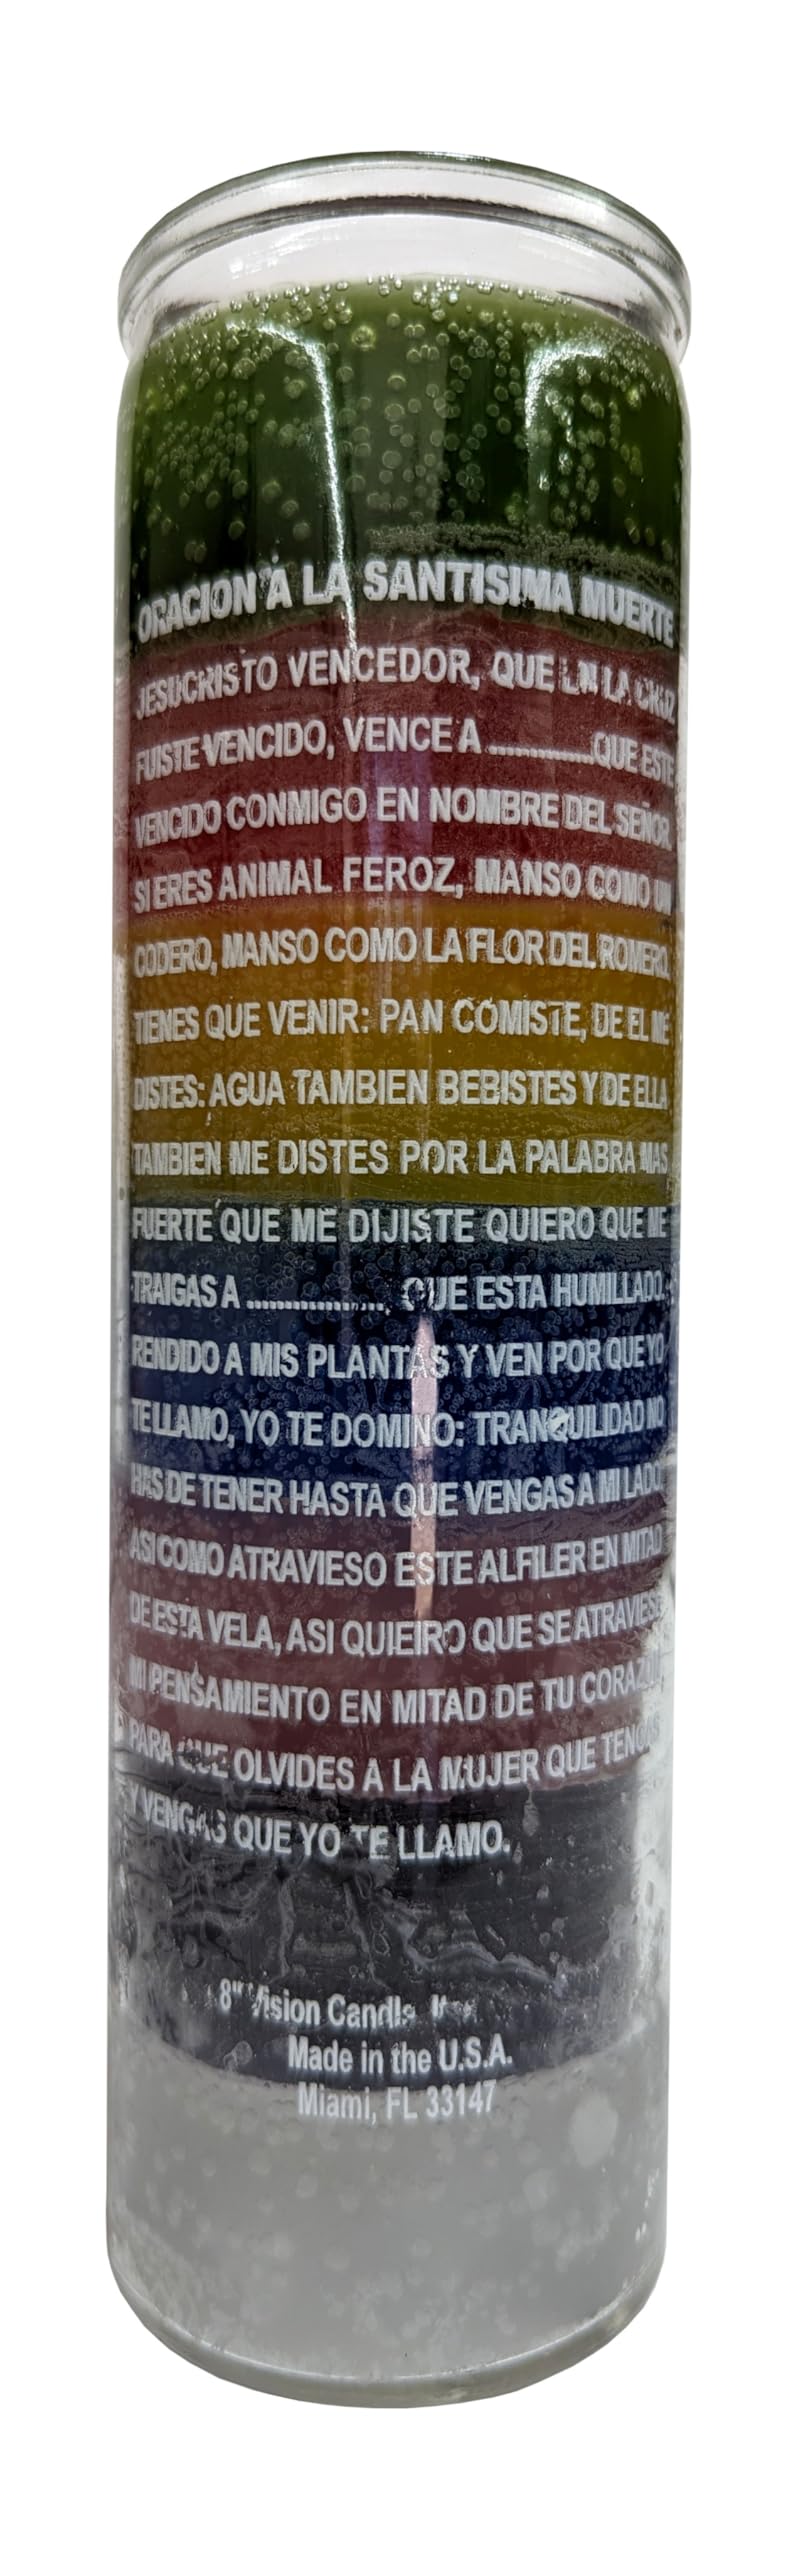 ORACION A LA SANTISIMA MUERTE
JESUCRISTO VENCEDOR, QUE EN LA CRUZ
FUISTE VENCIDO, VENCE A ..............QUE ESTE
VENCIDO CONMIGO EN NOMBRE DEL SEÑOR
SI ERES ANIMAL FEROZ, MANSO COMO UN
CODERO, MANSO COMO LA FLOR DEL ROMERO.
TIENES QUE VENIR: PAN COMISTE, DE EL ME
DISTES: AGUA TAMBIEN BEBISTES Y DE ELLA
TAMBIEN ME DISTES POR LA PALABRA MAS
FUERTE QUE ME DIJISTE QUIERO QUE ME
TRAIGAS A .................. QUE ESTA HUMILLADO.
RENDIDO A MIS PLANTAS Y VEN POR QUE YO
TE LLAMO, YO TE DOMINO: TRANQUILIDAD NO
HAS DE TENER HASTA QUE VENGAS A MI LADO
ASI COMO ATRAVIESO ESTE ALFILER EN MITAD
DE ESTA VELA, ASI QUIEIRO QUE SE ATRAVIESE
MI PENSAMIENTO EN MITAD DE TU CORAZON,
PARA QUE OLVIDES A LA MUJER QUE TENGAS
Y VENGAS QUE YO TE LLAMO.
8" Vision Candle
Made in the U.S.A.
Miami, FL 33147